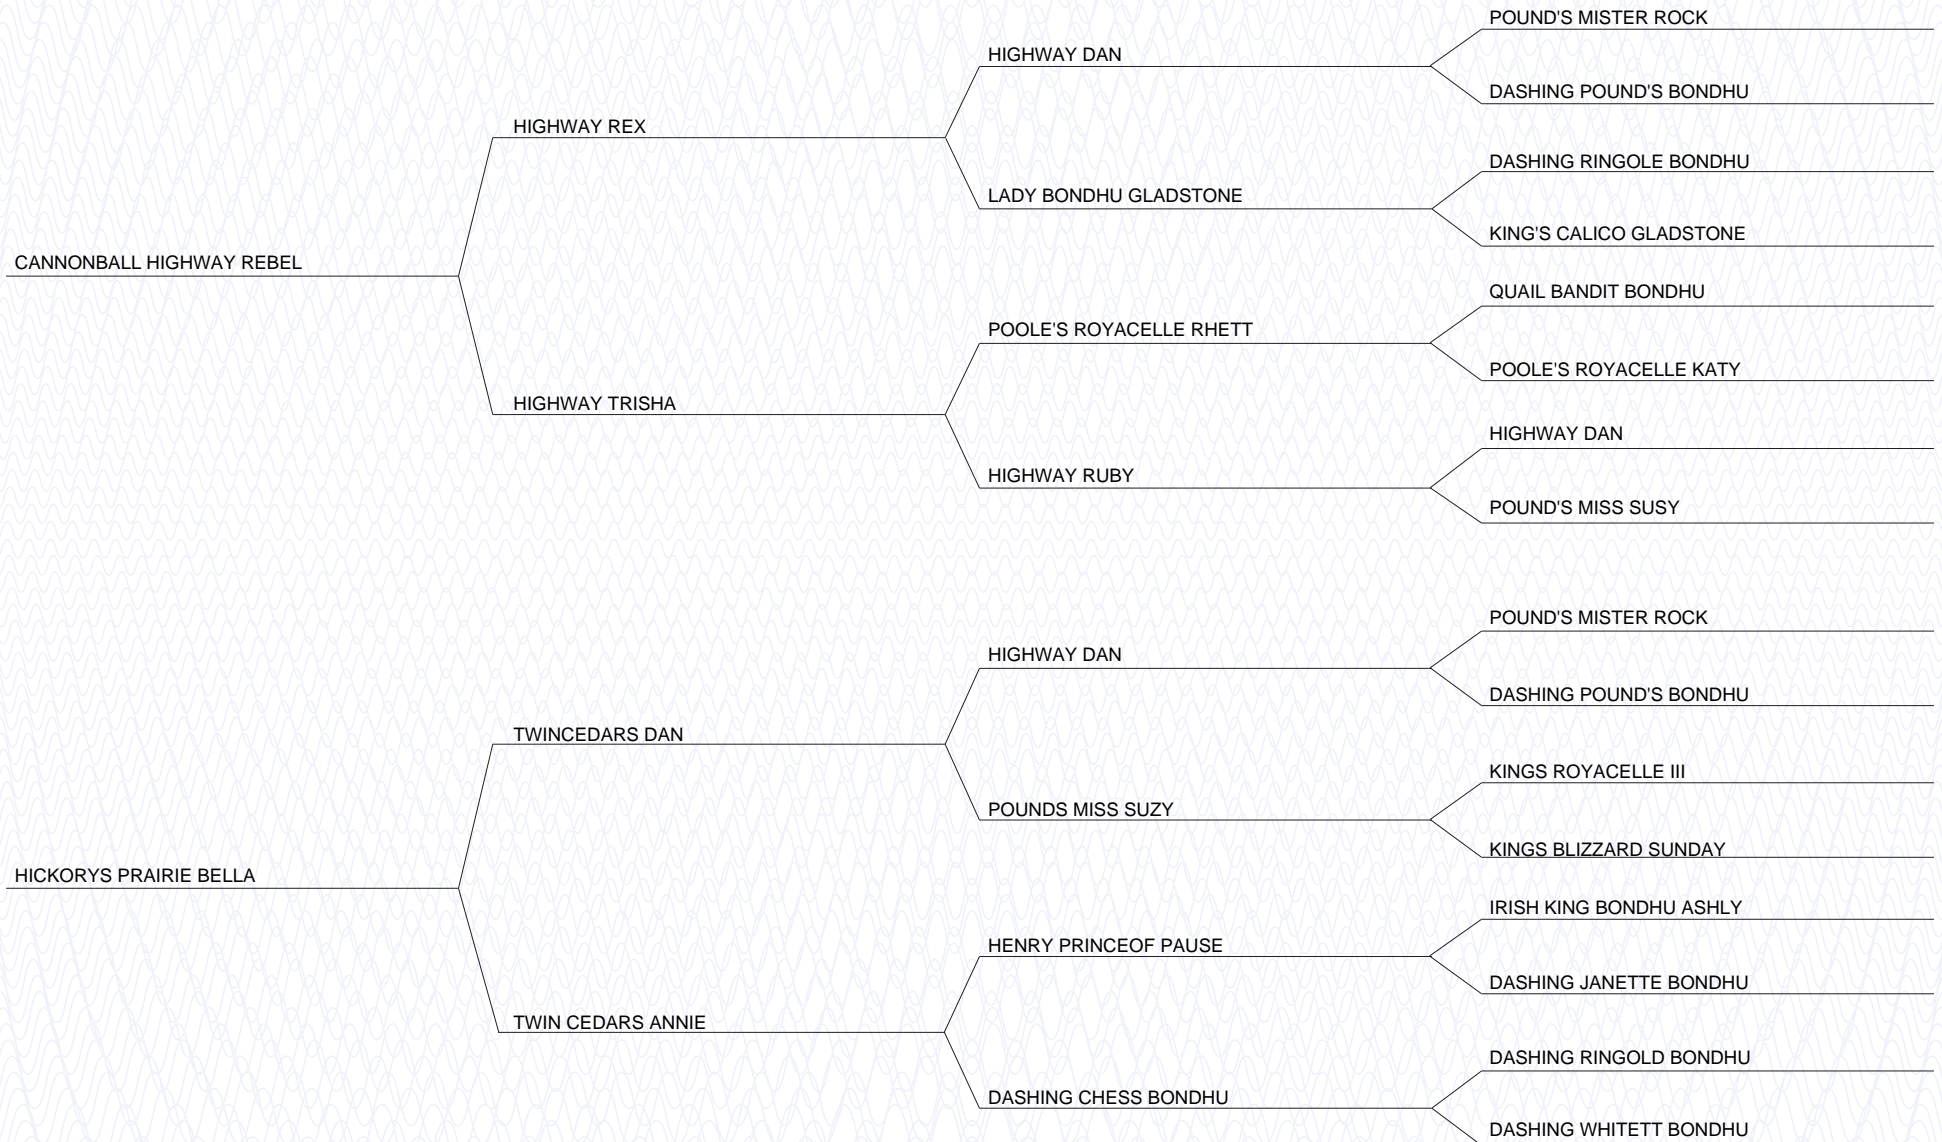 POUND'S MISTER ROCK
HIGHWAY DAN
DASHING POUND'S BONDHU
HIGHWAY REX
DASHING RINGOLE BONDHU
LADY BONDHU GLADSTONE
KING'S CALICO GLADSTONE
CANNONBALL HIGHWAY REBEL
QUAIL BANDIT BONDHU
POOLE'S ROYACELLE RHETT
POOLE'S ROYACELLE KATY
HIGHWAY TRISHA
HIGHWAY DAN
HIGHWAY RUBY
POUND'S MISS SUSY
POUND'S MISTER ROCK
HIGHWAY DAN
DASHING POUND'S BONDHU
TWINCEDARS DAN
KINGS ROYACELLE III
POUNDS MISS SUZY
KINGS BLIZZARD SUNDAY
HICKORYS PRAIRIE BELLA
IRISH KING BONDHU ASHLY
HENRY PRINCEOF PAUSE
DASHING JANETTE BONDHU
TWIN CEDARS ANNIE
DASHING RINGOLD BONDHU
DASHING CHESS BONDHU
DASHING WHITETT BONDHU